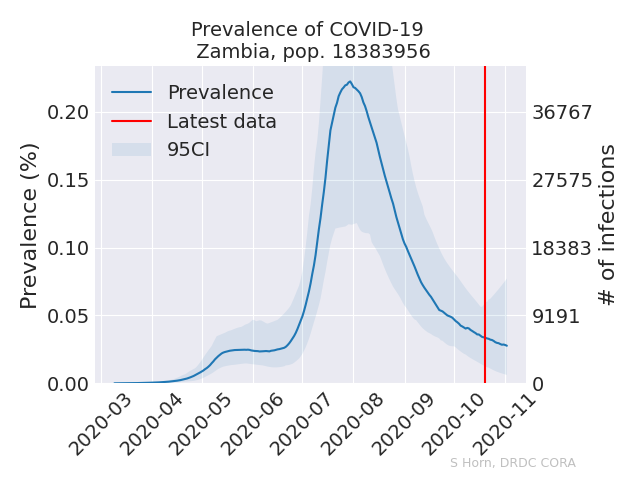 Prevalence of COVID-19
Zambia, pop. 18383956
Prevalence
Latest data
95CI
Prevalence (%)
0.20
0.15
0.10
0.05
0.00
36767
27575
18383
9191
0
# of infections
2020-03
2020-04
2020-05
2020-06
2020-07
2020-08
2020-09
2020-10
2020-11
S Horn, DRDC CORA